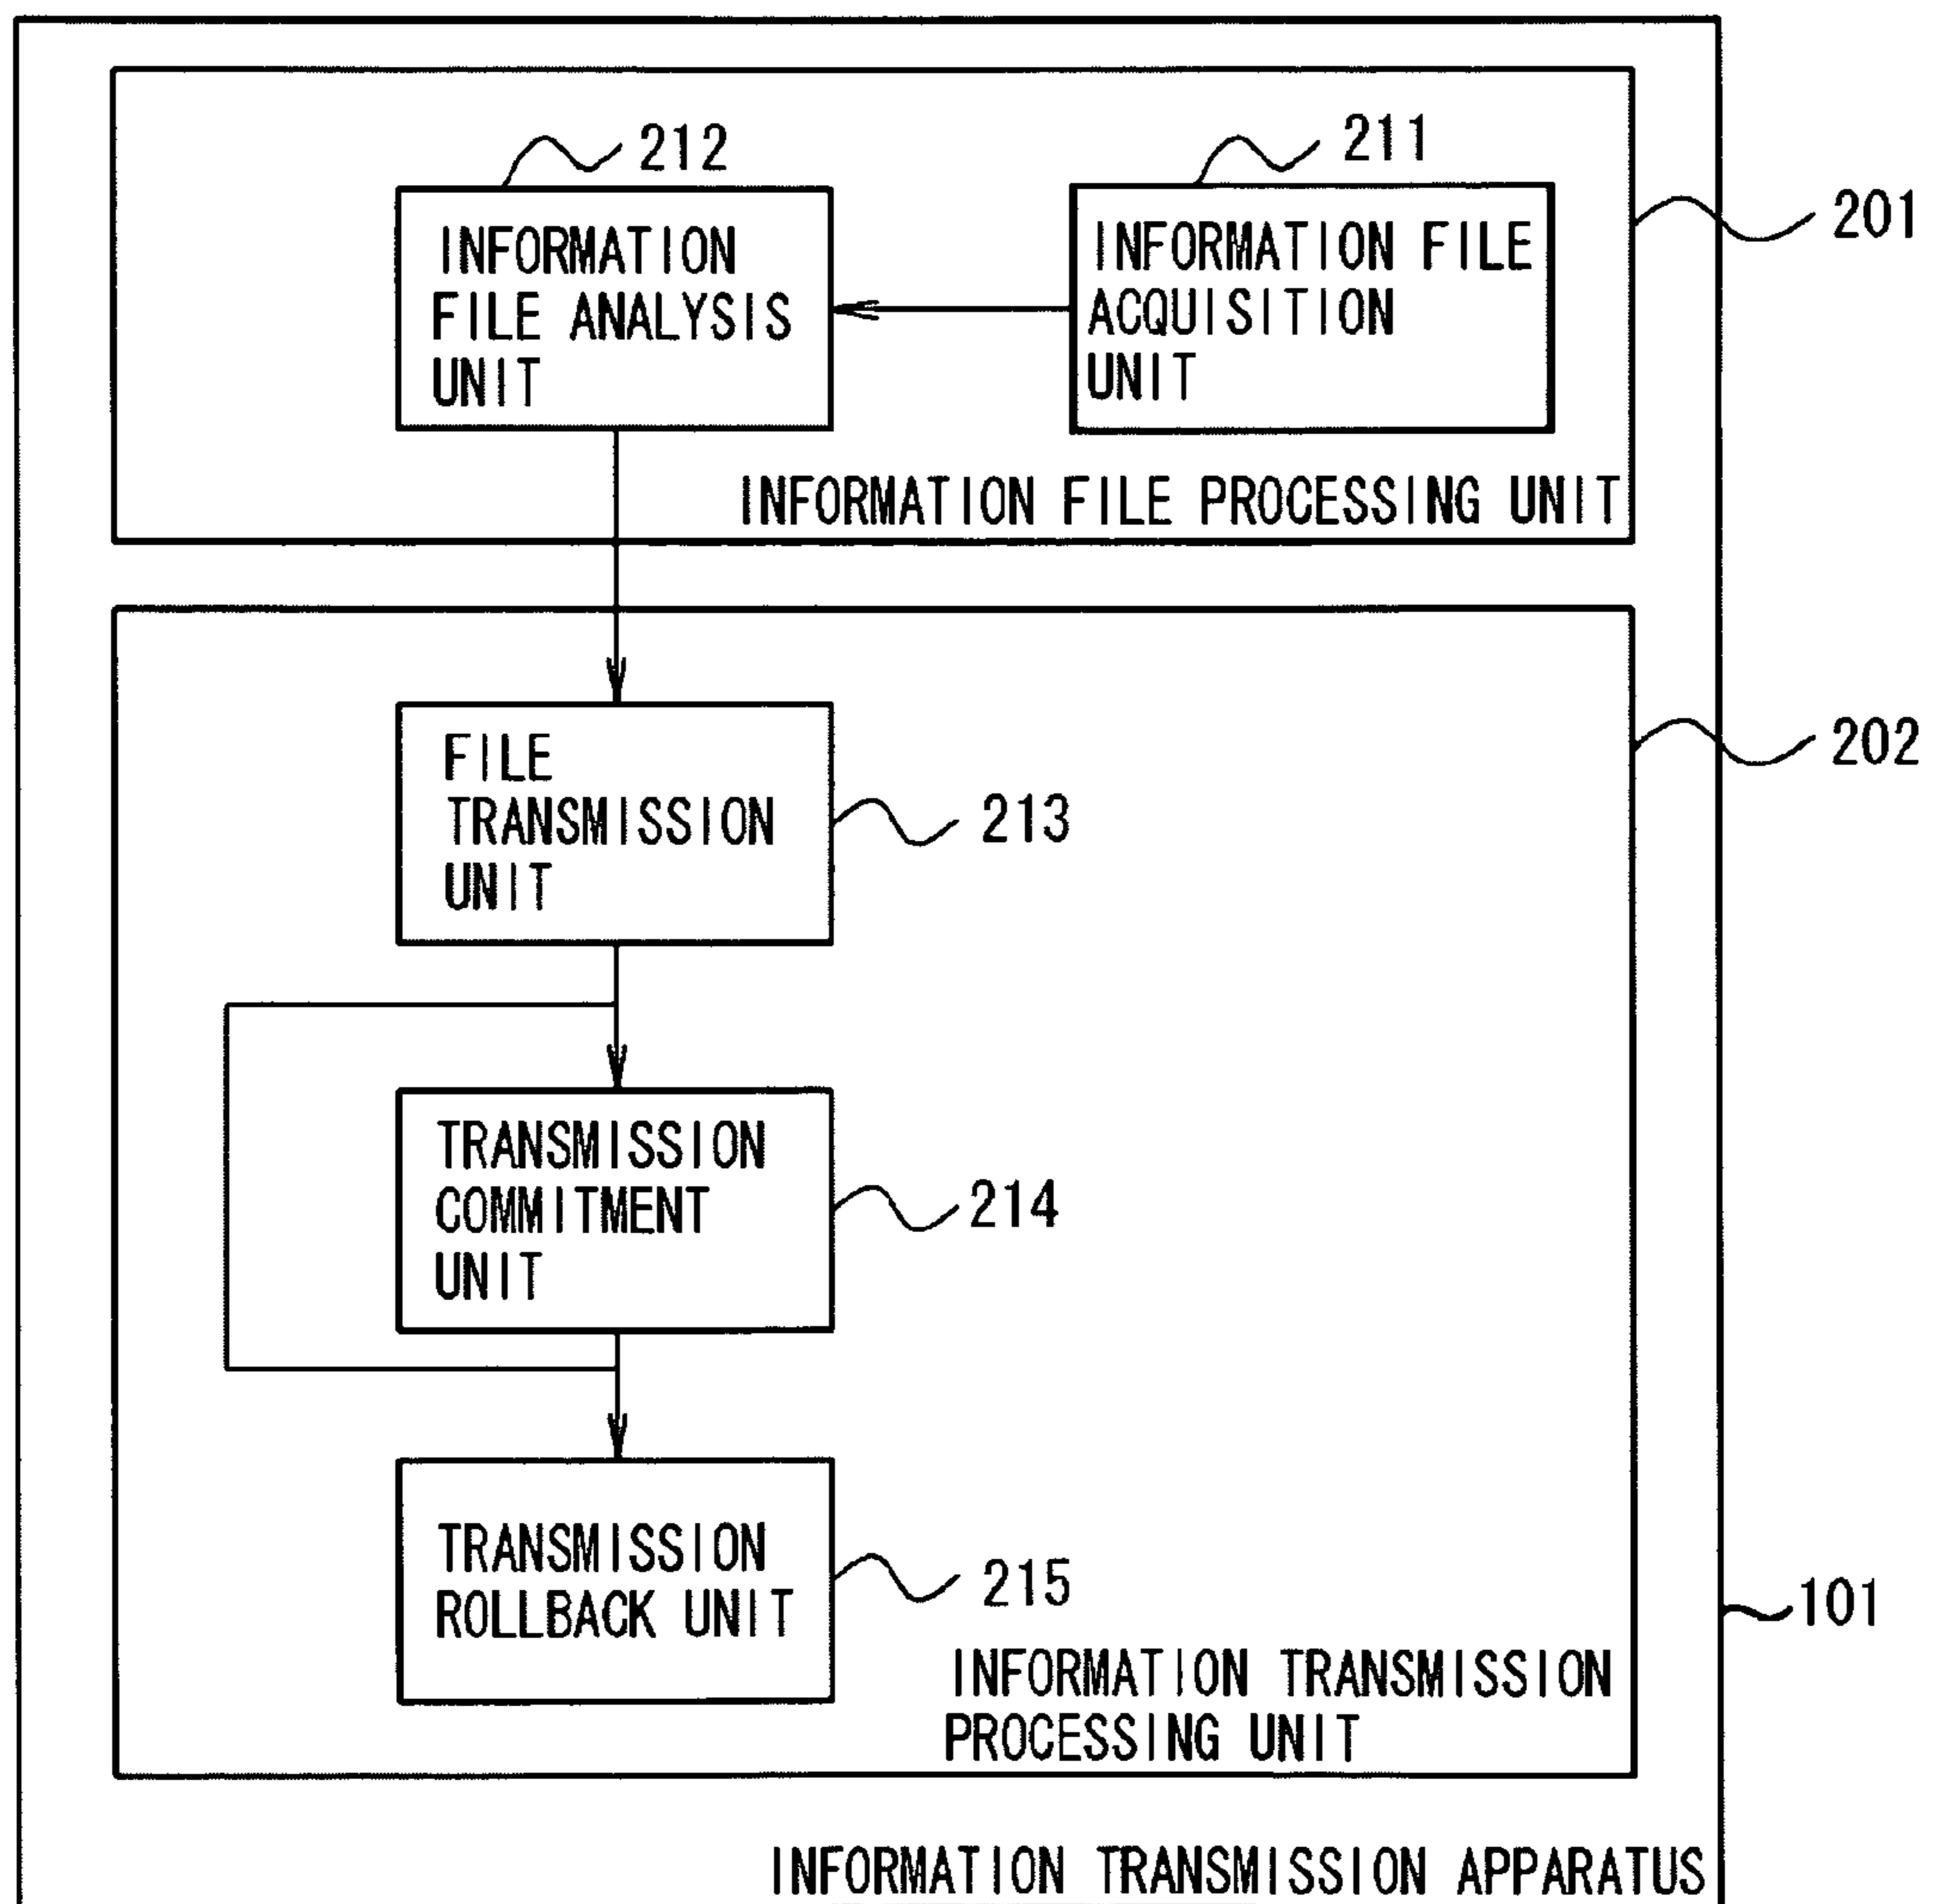 212
211
201
INFORMATION
FILE ANALYSIS
UNIT
INFORMATION FILE
ACQUISITION
UNIT
INFORMATION FILE PROCESSING UNIT
202
FILE
TRANSMISSION
UNIT
213
TRANSMISSION
COMMITMENT
UNIT
214
TRANSMISSION
ROLLBACK UNIT
215
101
INFORMATION TRANSMISSION
PROCESSING UNIT
INFORMATION TRANSMISSION APPARATUS